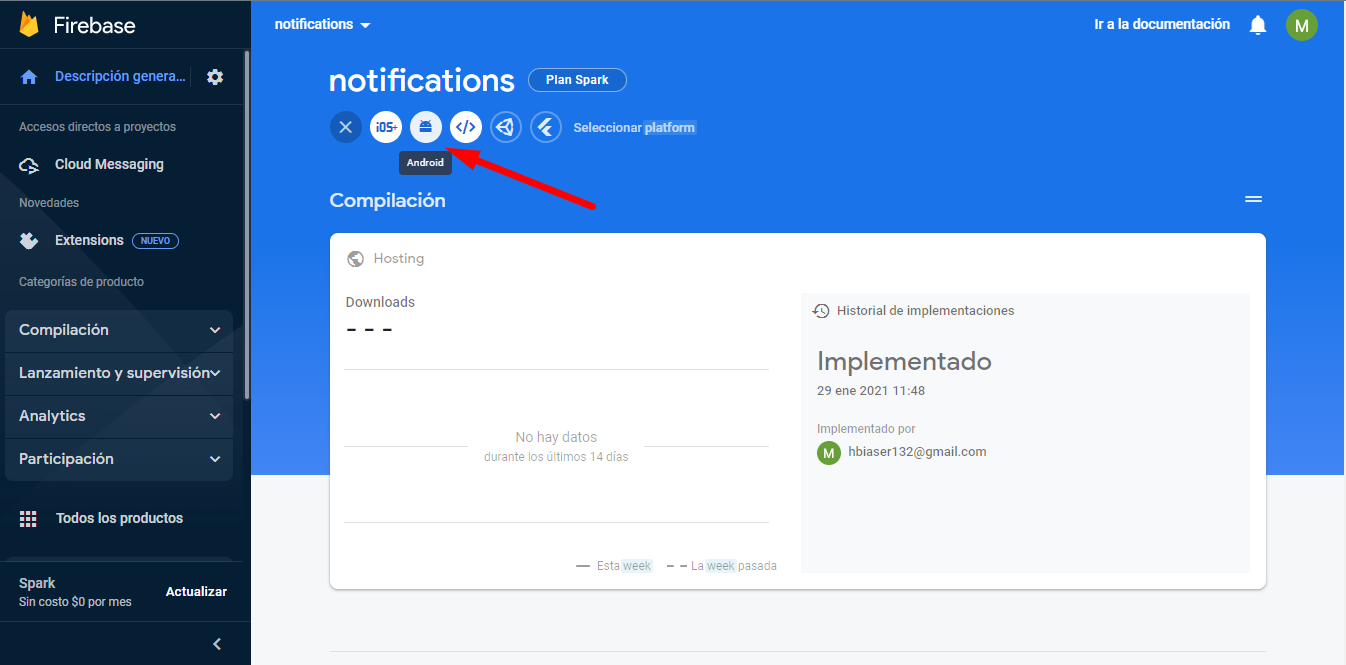 Firebase
notifications
Ir a la documentación
M
Descripción genera...
notifications
Plan Spark
Accesos directos a proyectos
iOS+
</>
Seleccionar platform
Cloud Messaging
Android
Novedades
Compilación
Extensions
NUEVO
Categorías de producto
Hosting
Downloads
- - -
Historial de implementaciones
Compilación
Lanzamiento y supervisión
Implementado
29 ene 2021 11:48
Analytics
Implementado por
M
hbiaser132@gmail.com
Participación
No hay datos
durante los últimos 14 días
Todos los productos
Esta week
La week pasada
Spark
Sin costo $0 por mes
Actualizar